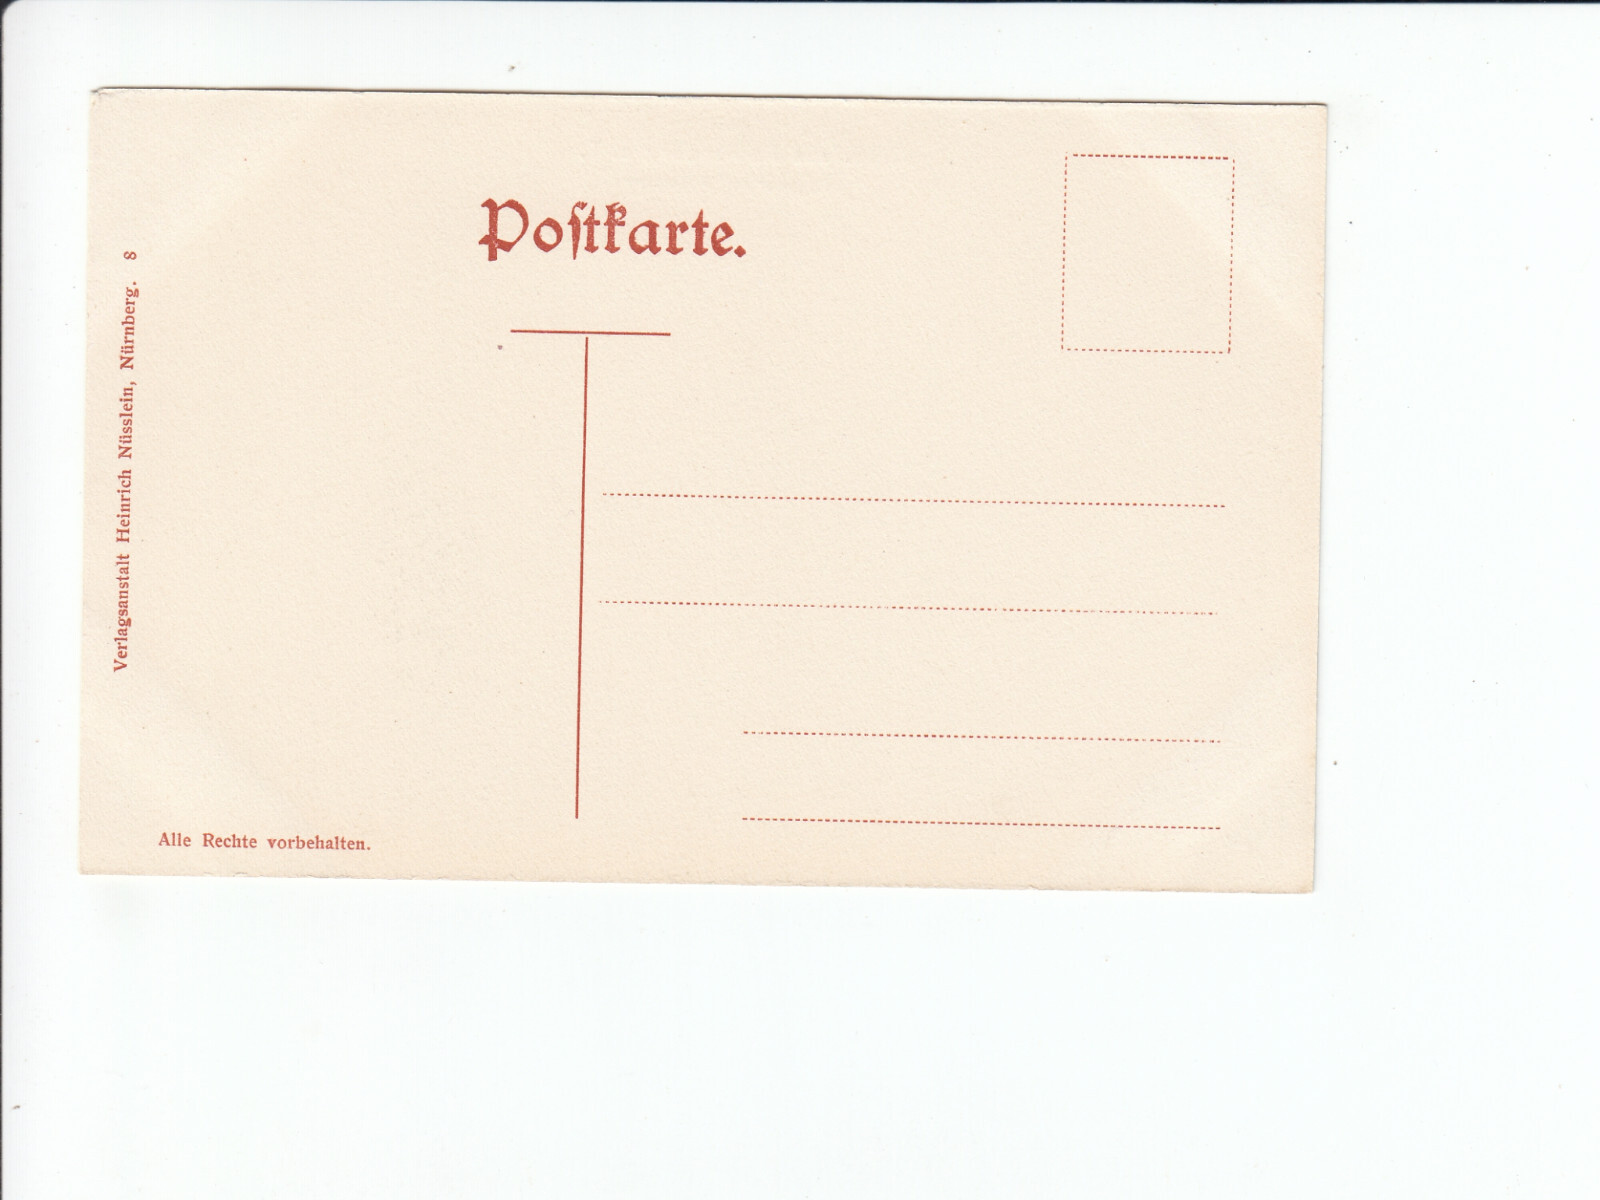 Poſtkarte.
Verlagsanstalt Heinrich Nüsslein, Nürnberg. 8
Alle Rechte vorbehalten.